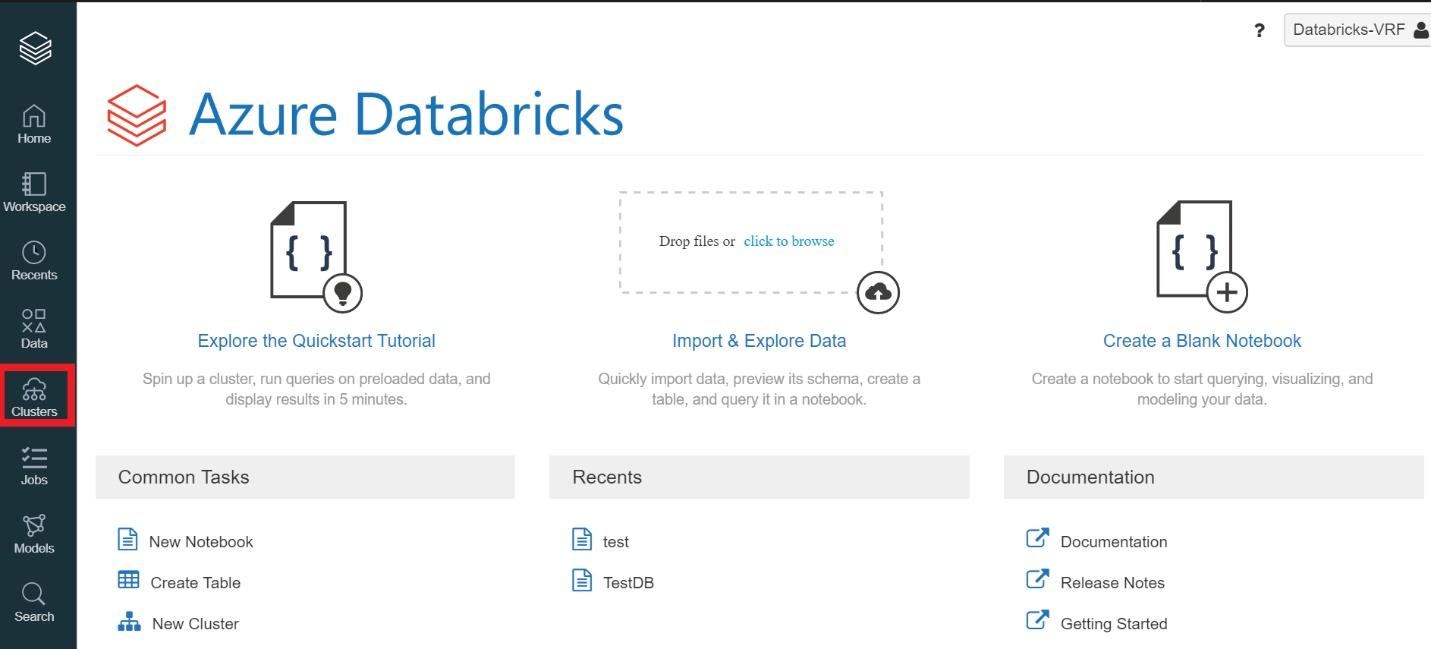 ? Databricks-VRF
Azure Databricks
Home
Workspace
Recents
Data
Clusters
Jobs
Models
Search
{ }
Explore the Quickstart Tutorial
Spin up a cluster, run queries on preloaded data, and
display results in 5 minutes.
Drop files or click to browse
Import & Explore Data
Quickly import data, preview its schema, create a
table, and query it in a notebook.
{ }
Create a Blank Notebook
Create a notebook to start querying, visualizing, and
modeling your data.
Common Tasks
New Notebook
Create Table
New Cluster
Recents
test
TestDB
Documentation
Documentation
Release Notes
Getting Started